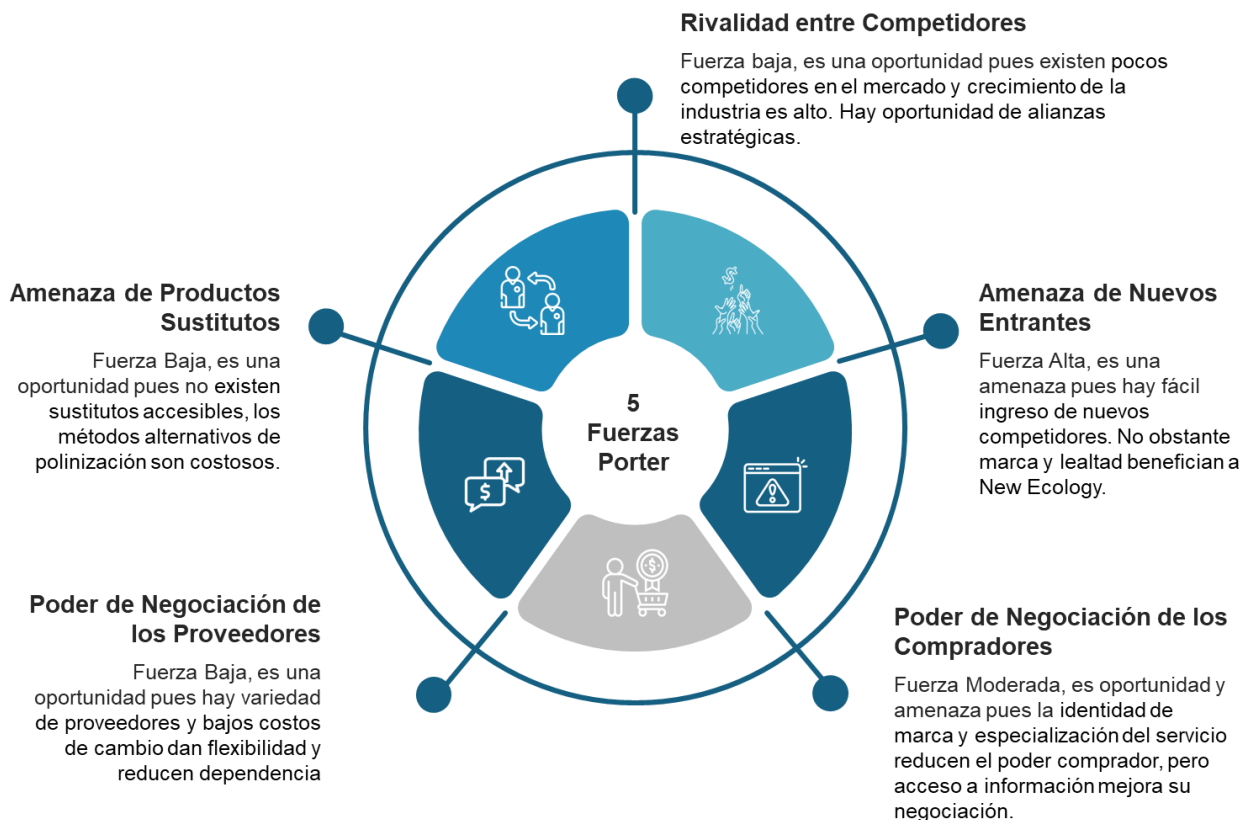 Rivalidad entre Competidores
Fuerza baja, es una oportunidad pues existen pocos
competidores en el mercado y crecimiento de la
industria es alto. Hay oportunidad de alianzas
estratégicas.
Amenaza de Productos
Sustitutos
Fuerza Baja, es una
oportunidad pues no existen
sustitutos accesibles, los
métodos alternativos de
polinización son costosos.
Amenaza de Nuevos
Entrantes
Fuerza Alta, es una
amenaza pues hay fácil
ingreso de nuevos
competidores. No obstante
marca y lealtad benefician a
New Ecology.
5
Fuerzas
Porter
$
$
$
Poder de Negociación de
los Proveedores
Fuerza Baja, es una
oportunidad pues hay variedad
de proveedores y bajos costos
de cambio dan flexibilidad y
reducen dependencia
Poder de Negociación de los
Compradores
Fuerza Moderada, es oportunidad y
amenaza pues la identidad de
marca y especialización del servicio
reducen el poder comprador, pero
acceso a información mejora su
negociación.